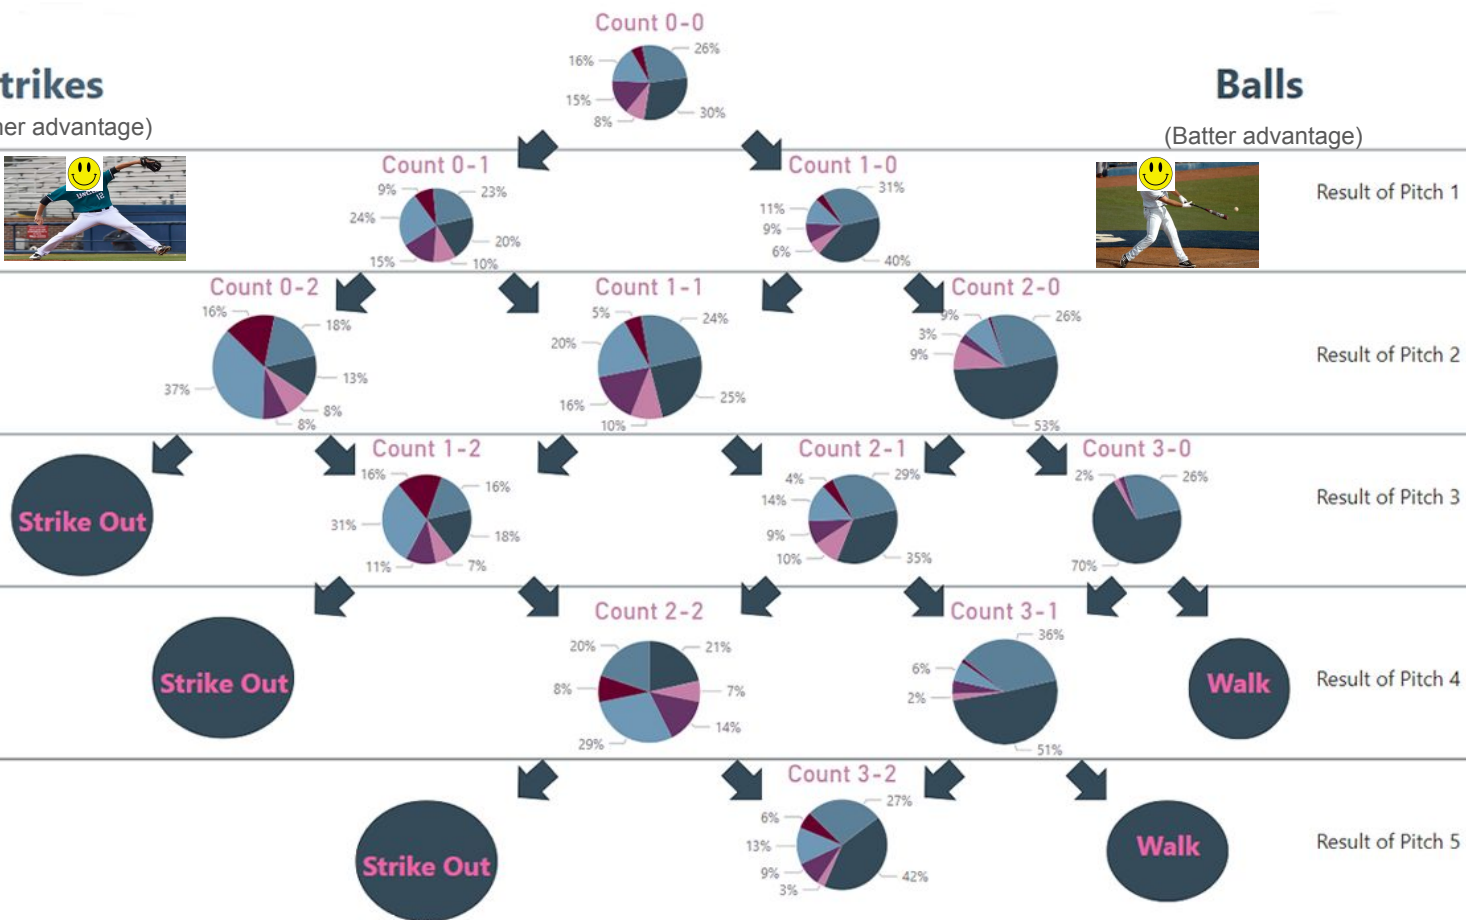 Count 0-0
26%
16%
15%
8%
30%
trikes
Balls
her advantage)
(Batter advantage)
Count 0-1
9%
23%
24%
20%
15%
10%
Count 1-0
31%
11%
9%
6%
40%
Result of Pitch 1
Count 0-2
16%
18%
37%
13%
8%
8%
Count 1-1
5%
24%
20%
25%
16%
10%
Count 2-0
9%
26%
3%
9%
53%
Result of Pitch 2
Strike Out
Count 1-2
16%
16%
31%
18%
11%
7%
Count 2-1
4%
29%
14%
9%
10%
35%
Count 3-0
2%
26%
70%
Result of Pitch 3
Strike Out
Count 2-2
20%
21%
8%
7%
14%
29%
Count 3-1
36%
6%
2%
51%
Walk
Result of Pitch 4
Strike Out
Count 3-2
27%
6%
13%
9%
3%
42%
Walk
Result of Pitch 5